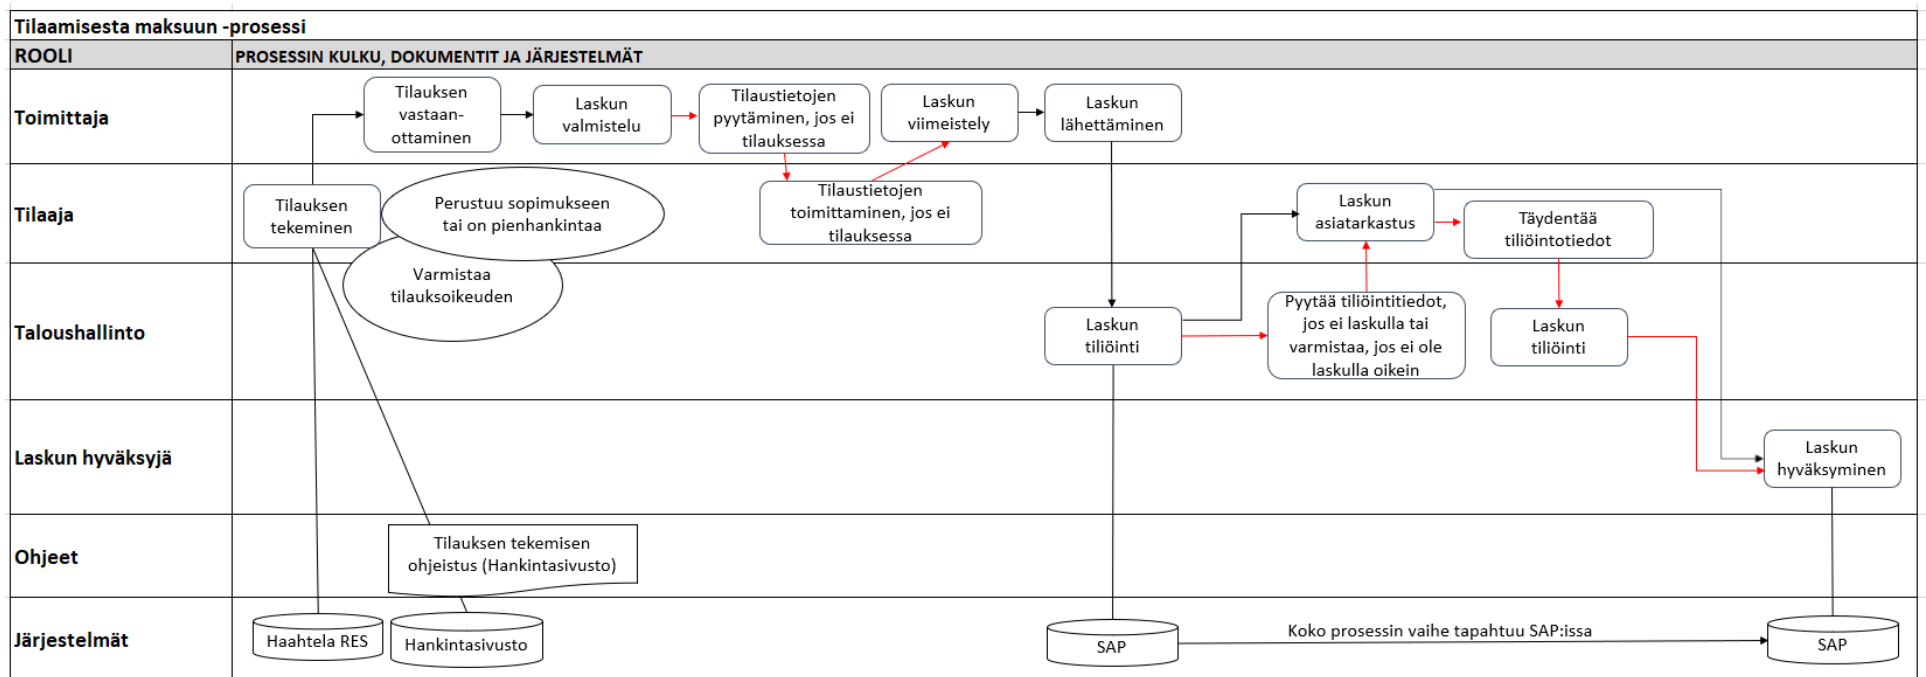 Tilaamisesta maksuun -prosessi
ROOLI
PROSESSIN KULKU, DOKUMENTIT JA JÄRJESTELMÄT
Toimittaja
Tilauksen
vastaan-
ottaminen
Laskun
valmistelu
Tilaustietojen
pyytäminen, jos ei
tilauksessa
Laskun
viimeistely
Laskun
lähettäminen
Tilaaja
Tilauksen
tekeminen
Perustuu sopimukseen
tai on pienhankintaa
Tilaustietojen
toimittaminen, jos ei
tilauksessa
Laskun
asiatarkastus
Täydentää
tiliöintotiedot
Taloushallinto
Varmistaa
tilauksoikeuden
Laskun
tiliöinti
Pyytää tiliöintitiedot,
jos ei laskulla tai
varmistaa, jos ei ole
laskulla oikein
Laskun
tiliöinti
Laskun hyväksyjä
Laskun
hyväksyminen
Ohjeet
Tilauksen tekemisen
ohjeistus (Hankintasivusto)
Järjestelmät
Haahtela RES
Hankintasivusto
SAP
Koko prosessin vaihe tapahtuu SAP:issa
SAP